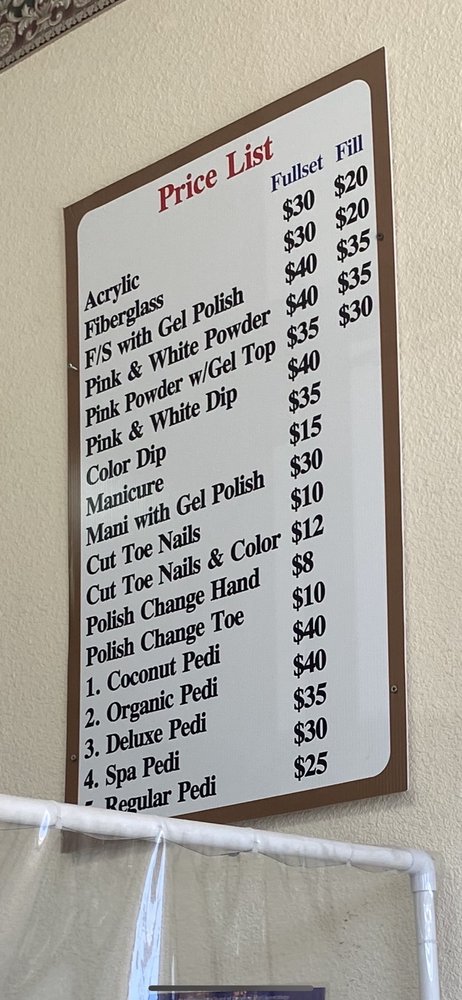 Price List
Fullset Fill
Acrylic $30 $20
Fiberglass $30 $20
F/S with Gel Polish $40 $35
Pink & White Powder $40 $35
Pink Powder w/Gel Top $35 $30
Pink & White Dip $40
Color Dip $35
Manicure $15
Mani with Gel Polish $30
Cut Toe Nails $10
Cut Toe Nails & Color $12
Polish Change Hand $8
Polish Change Toe $10
1. Coconut Pedi $40
2. Organic Pedi $40
3. Deluxe Pedi $35
4. Spa Pedi $30
5 Regular Pedi $25